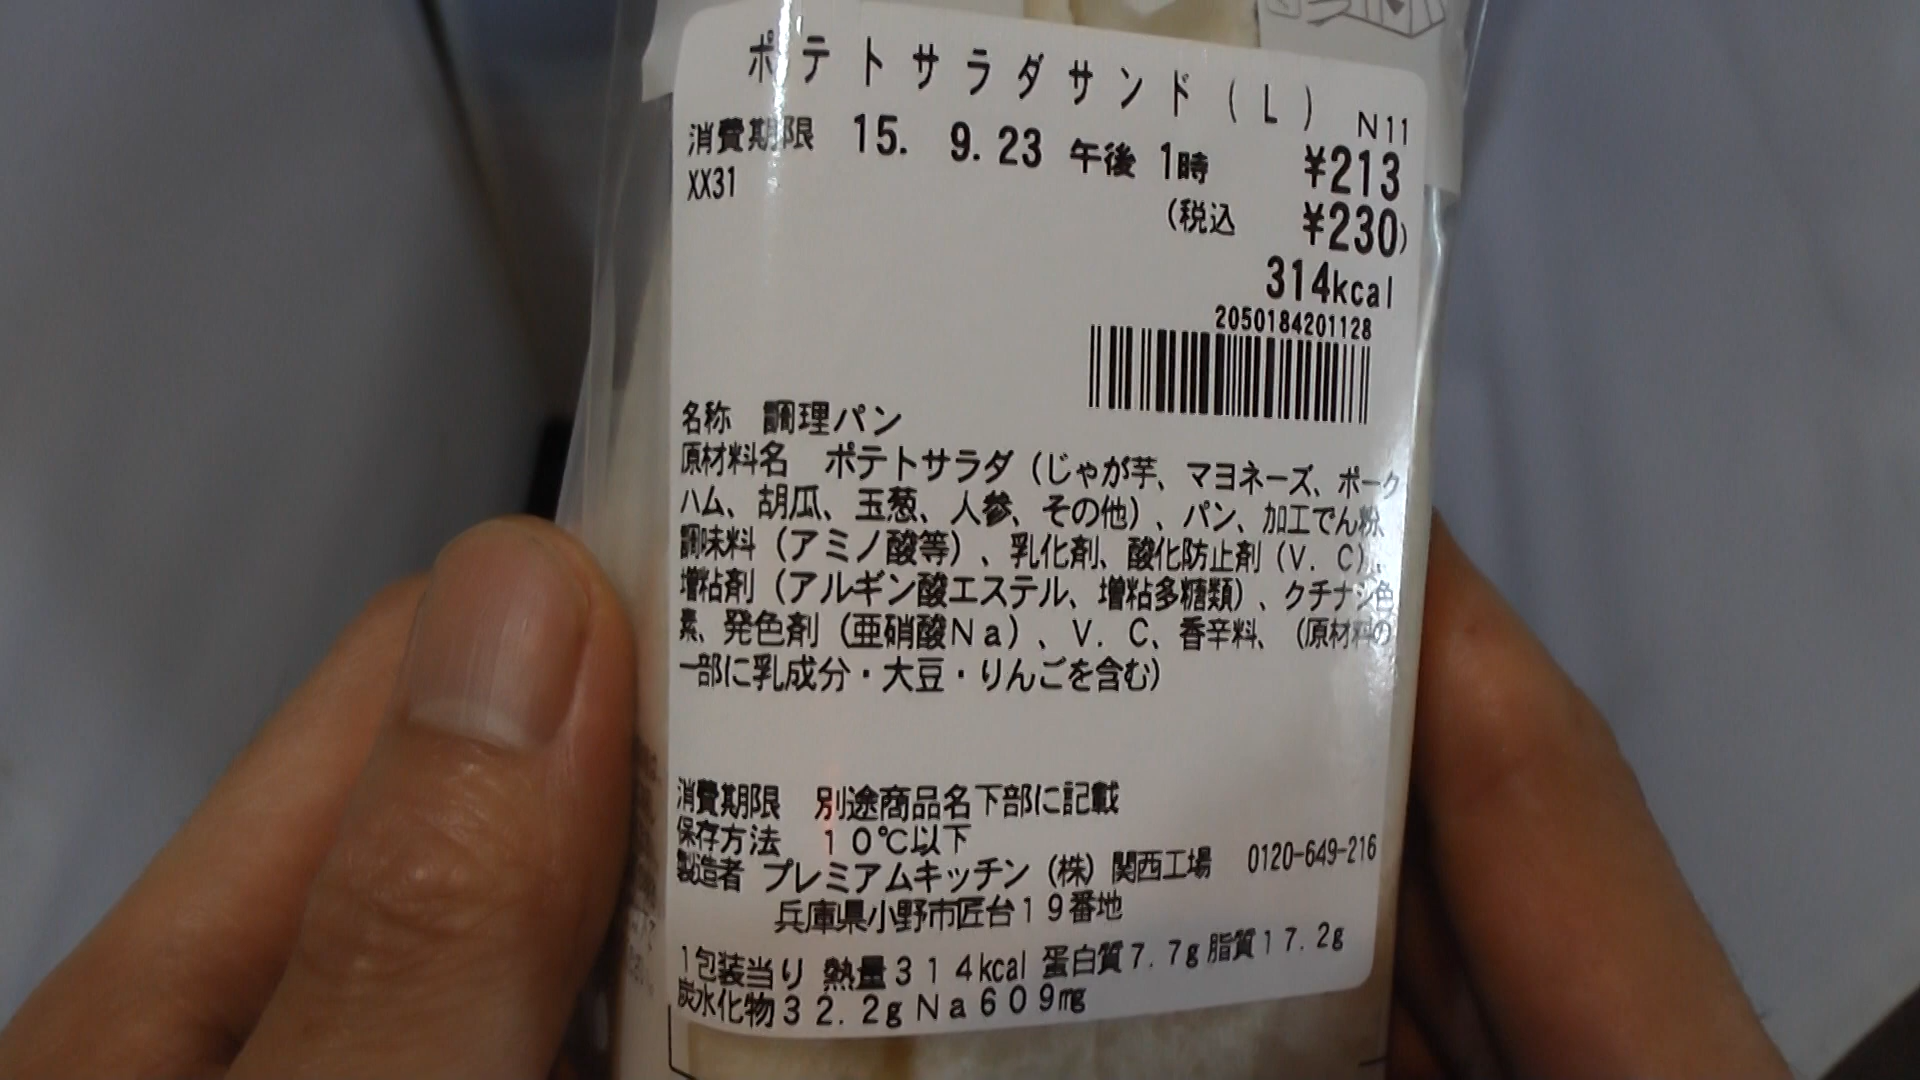 ポテトサラダサンド(L) N11
消費期限 15. 9.23 午後 1時 ¥213
XX31
(税込 ¥230)
314kcal
2050184201128
名称 調理パン
原材料名 ポテトサラダ(じゃが芋、マヨネーズ、ポーク
ハム、胡瓜、玉葱、人参、その他)、パン、加工でん粉、
調味料(アミノ酸等)、乳化剤、酸化防止剤(V.C)、
増粘剤(アルギン酸エステル、増粘多糖類)、クチナシ色
素、発色剤(亜硝酸Na)、V.C、香辛料、(原材料の
一部に乳成分・大豆・りんごを含む)
消費期限 別途商品名下部に記載
保存方法 10℃以下
製造者 プレミアムキッチン(株)関西工場 0120-649-216
兵庫県小野市匠台19番地
1包装当り 熱量314kcal 蛋白質7.7g 脂質17.2g
炭水化物32.2g Na609mg